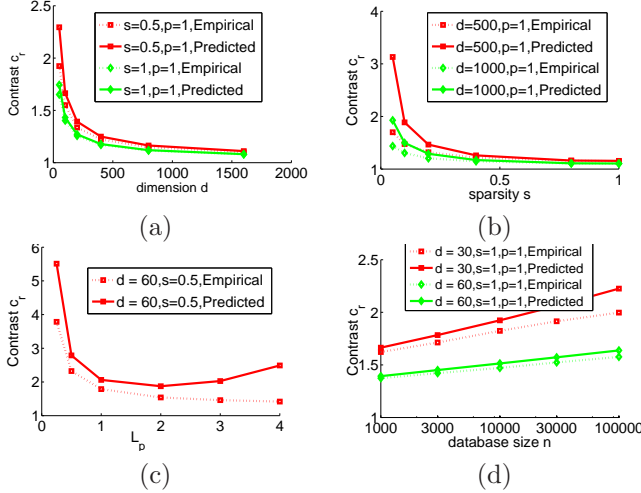 2.5
2
1.5
1
0
500
1000
1500
2000
Contrast c_r
dimension d
s=0.5,p=1,Empirical
s=0.5,p=1,Predicted
s=1,p=1,Empirical
s=1,p=1,Predicted
(a)
4
3
2
1
0
0.5
1
Contrast c_r
sparsity s
d=500,p=1,Empirical
d=500,p=1,Predicted
d=1000,p=1,Empirical
d=1000,p=1,Predicted
(b)
6
5
4
3
2
1
0
1
2
3
4
Contrast c_r
L_p
d = 60,s=0.5,Empirical
d = 60,s=0.5,Predicted
(c)
2.5
2
1.5
1
1000
3000
10000
30000
100000
Contrast c_r
database size n
d = 30,s=1,p=1,Empirical
d = 30,s=1,p=1,Predicted
d = 60,s=1,p=1,Empirical
d = 60,s=1,p=1,Predicted
(d)